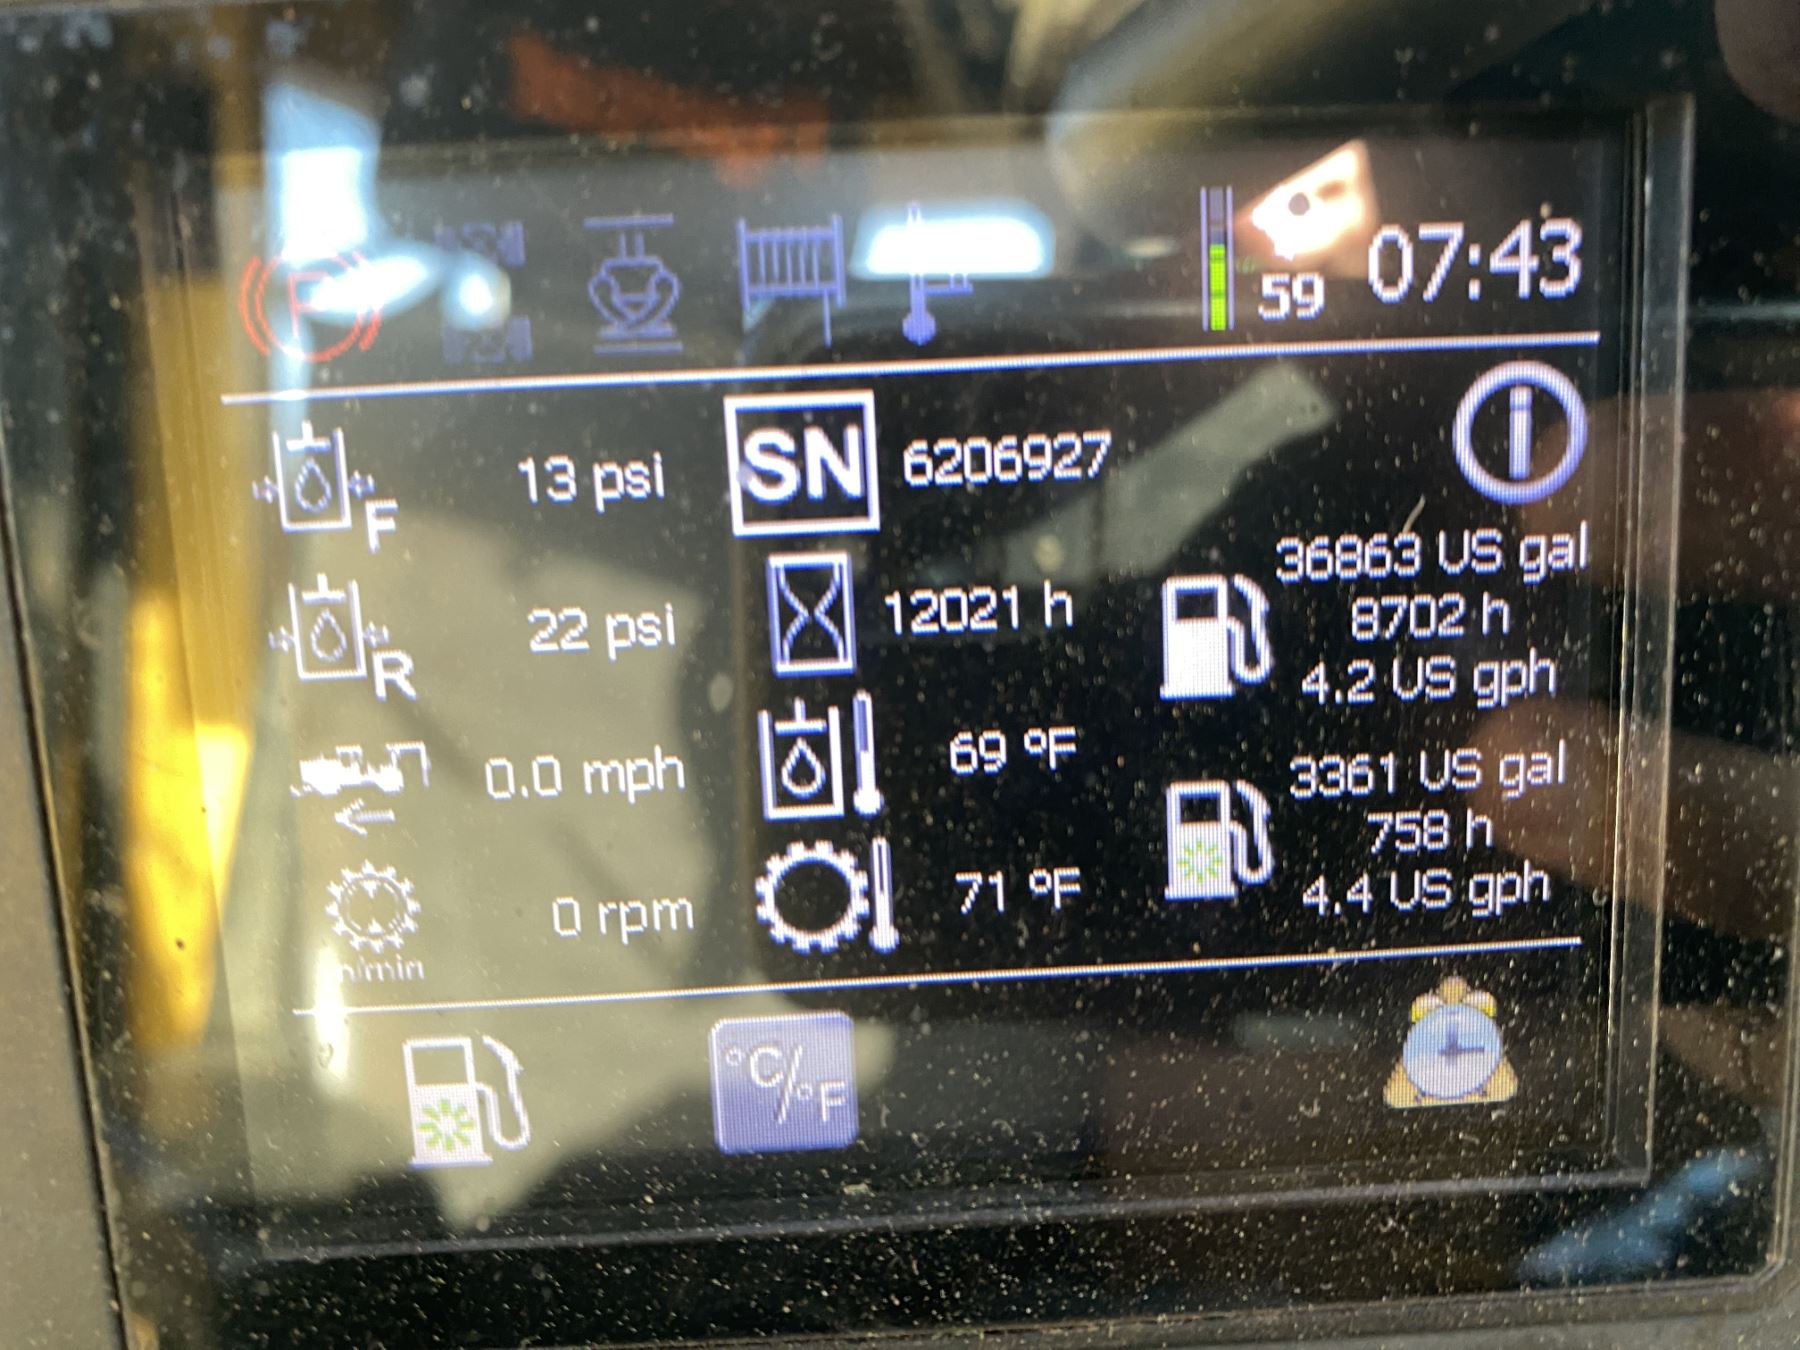 07:43
59
F 13 psi
SN 6206927
36863 US gal
8702 h
4.2 US gph
R 22 psi
12021 h
0.0 mph
69 °F
3361 US gal
758 h
4.4 US gph
0 rpm
71 °F
°C/°F